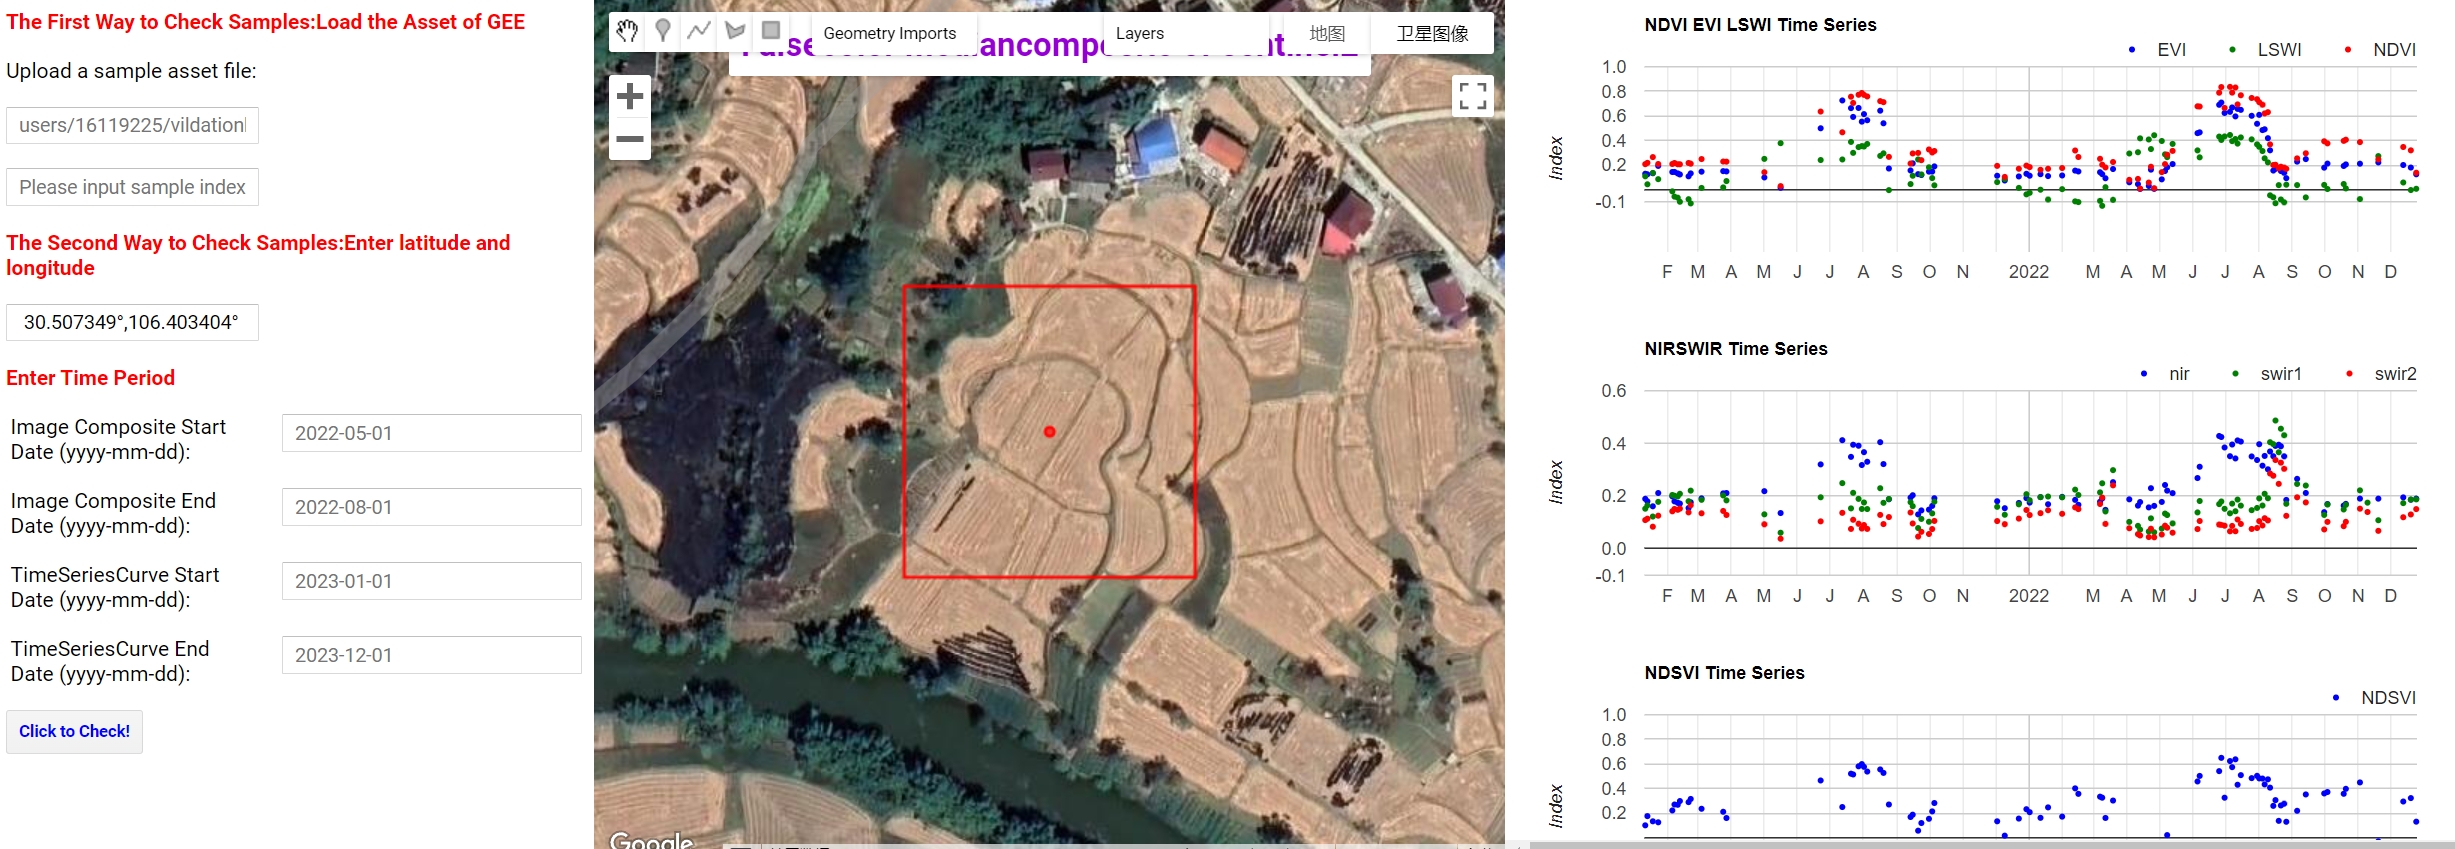 The First Way to Check Samples:Load the Asset of GEE
Upload a sample asset file:
users/16119225/vildationl
Please input sample index
The Second Way to Check Samples:Enter latitude and
longitude
30.507349°,106.403404°
Enter Time Period
Image Composite Start
Date (yyyy-mm-dd):
2022-05-01
Image Composite End
Date (yyyy-mm-dd):
2022-08-01
TimeSeriesCurve Start
Date (yyyy-mm-dd):
2023-01-01
TimeSeriesCurve End
Date (yyyy-mm-dd):
2023-12-01
Click to Check!
Geometry Imports
Layers
地图
卫星图像
Google
NDVI EVI LSWI Time Series
EVI LSWI NDVI
1.0
0.8
0.6
0.4
0.2
-0.1
Index
F M A M J J A S O N 2022 M A M J J A S O N D
NIRSWIR Time Series
nir swir1 swir2
0.6
0.4
0.2
0.0
-0.1
Index
F M A M J J A S O N 2022 M A M J J A S O N D
NDSVI Time Series
NDSVI
1.0
0.8
0.6
0.4
0.2
Index